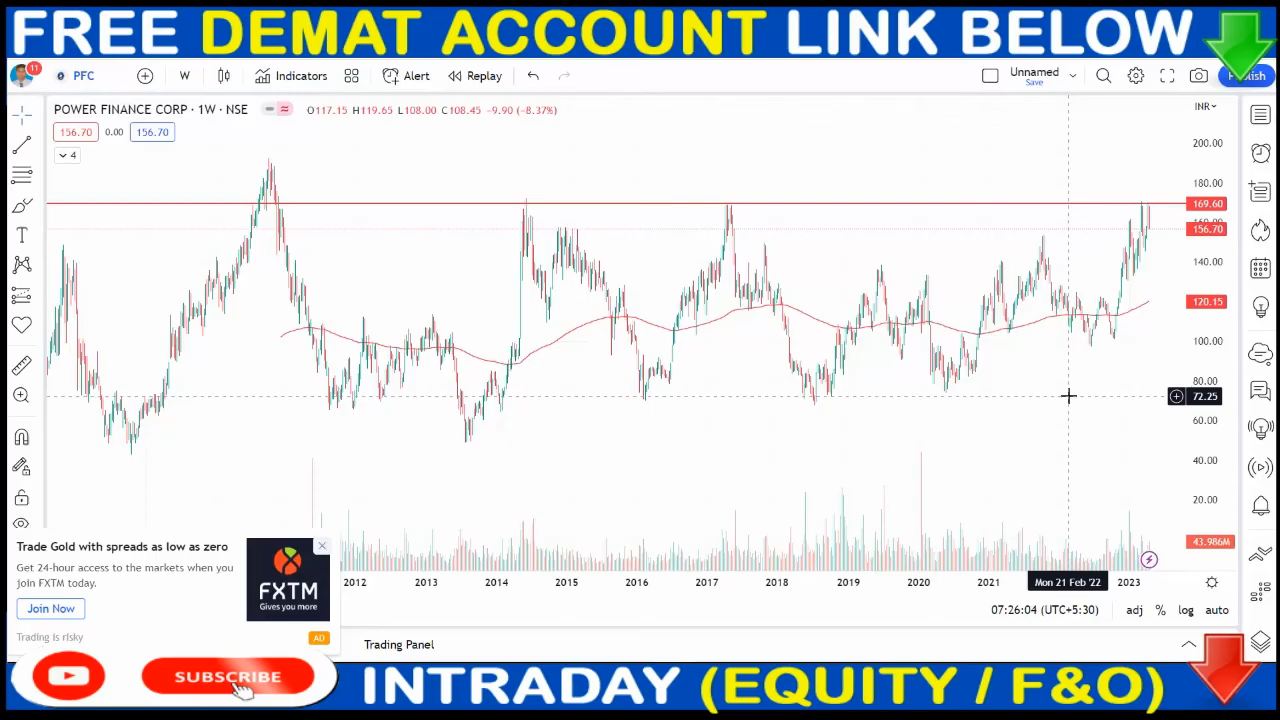 FREE DEMAT ACCOUNT LINK BELOW
11 PFC W Indicators Alert Replay Unnamed Save
POWER FINANCE CORP · 1W · NSE O117.15 H119.65 L108.00 C108.45 -9.90 (-8.37%) INR
156.70 0.00 156.70
4
200.00
180.00
169.60
156.70
140.00
120.15
100.00
80.00
72.25
60.00
40.00
20.00
43.986M
2012 2013 2014 2015 2016 2017 2018 2019 2020 2021 Mon 21 Feb '22 2023
07:26:04 (UTC+5:30) adj % log auto
Trading Panel
Trade Gold with spreads as low as zero
Get 24-hour access to the markets when you
join FXTM today.
Join Now
Trading is risky
AD
FXTM
Gives you more
SUBSCRIBE
INTRADAY (EQUITY / F&O)